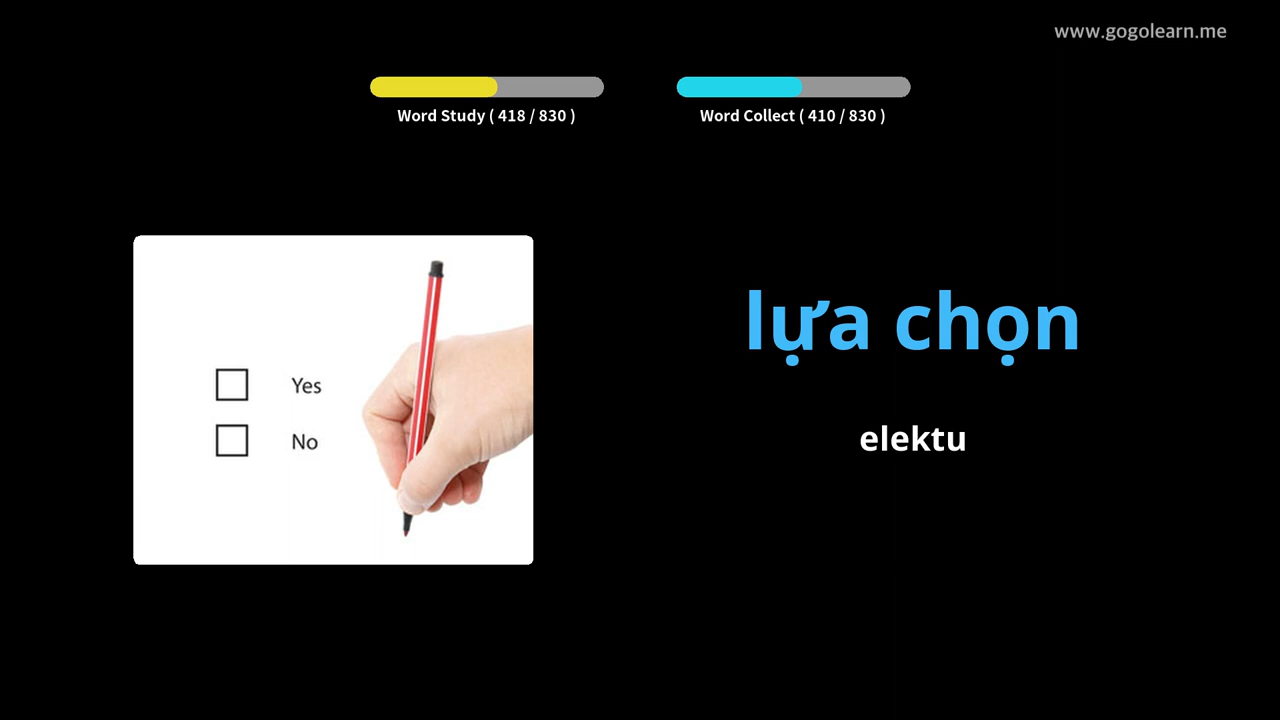 www.gogolearn.me
Word Study ( 418 / 830 )
Word Collect ( 410 / 830 )
Yes
No
lựa chọn
elektu